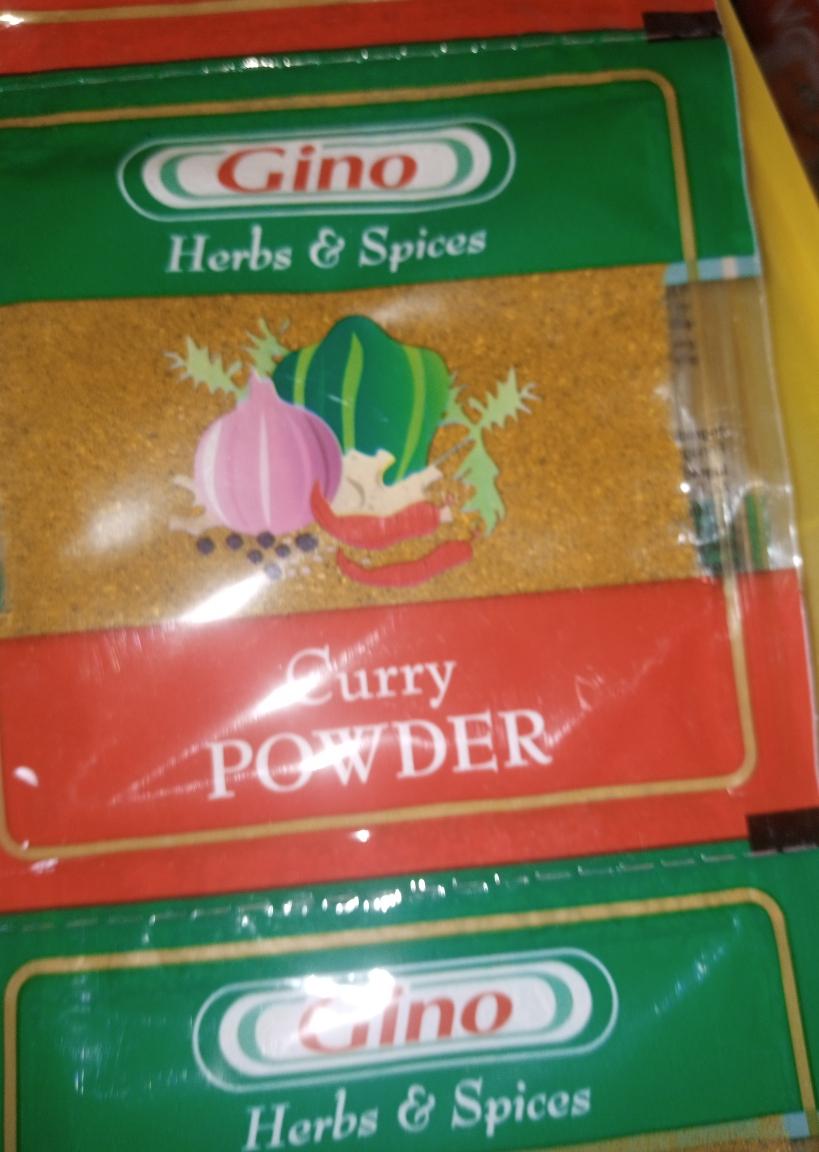 Gino
Herbs & Spices
Curry
POWDER
Gino
Herbs & Spices